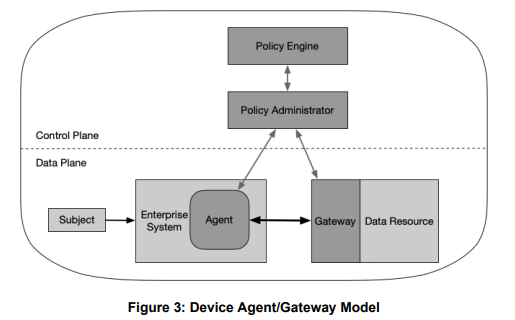 Policy Engine
Policy Administrator
Control Plane
Data Plane
Subject
Enterprise
System
Agent
Gateway
Data Resource
Figure 3: Device Agent/Gateway Model